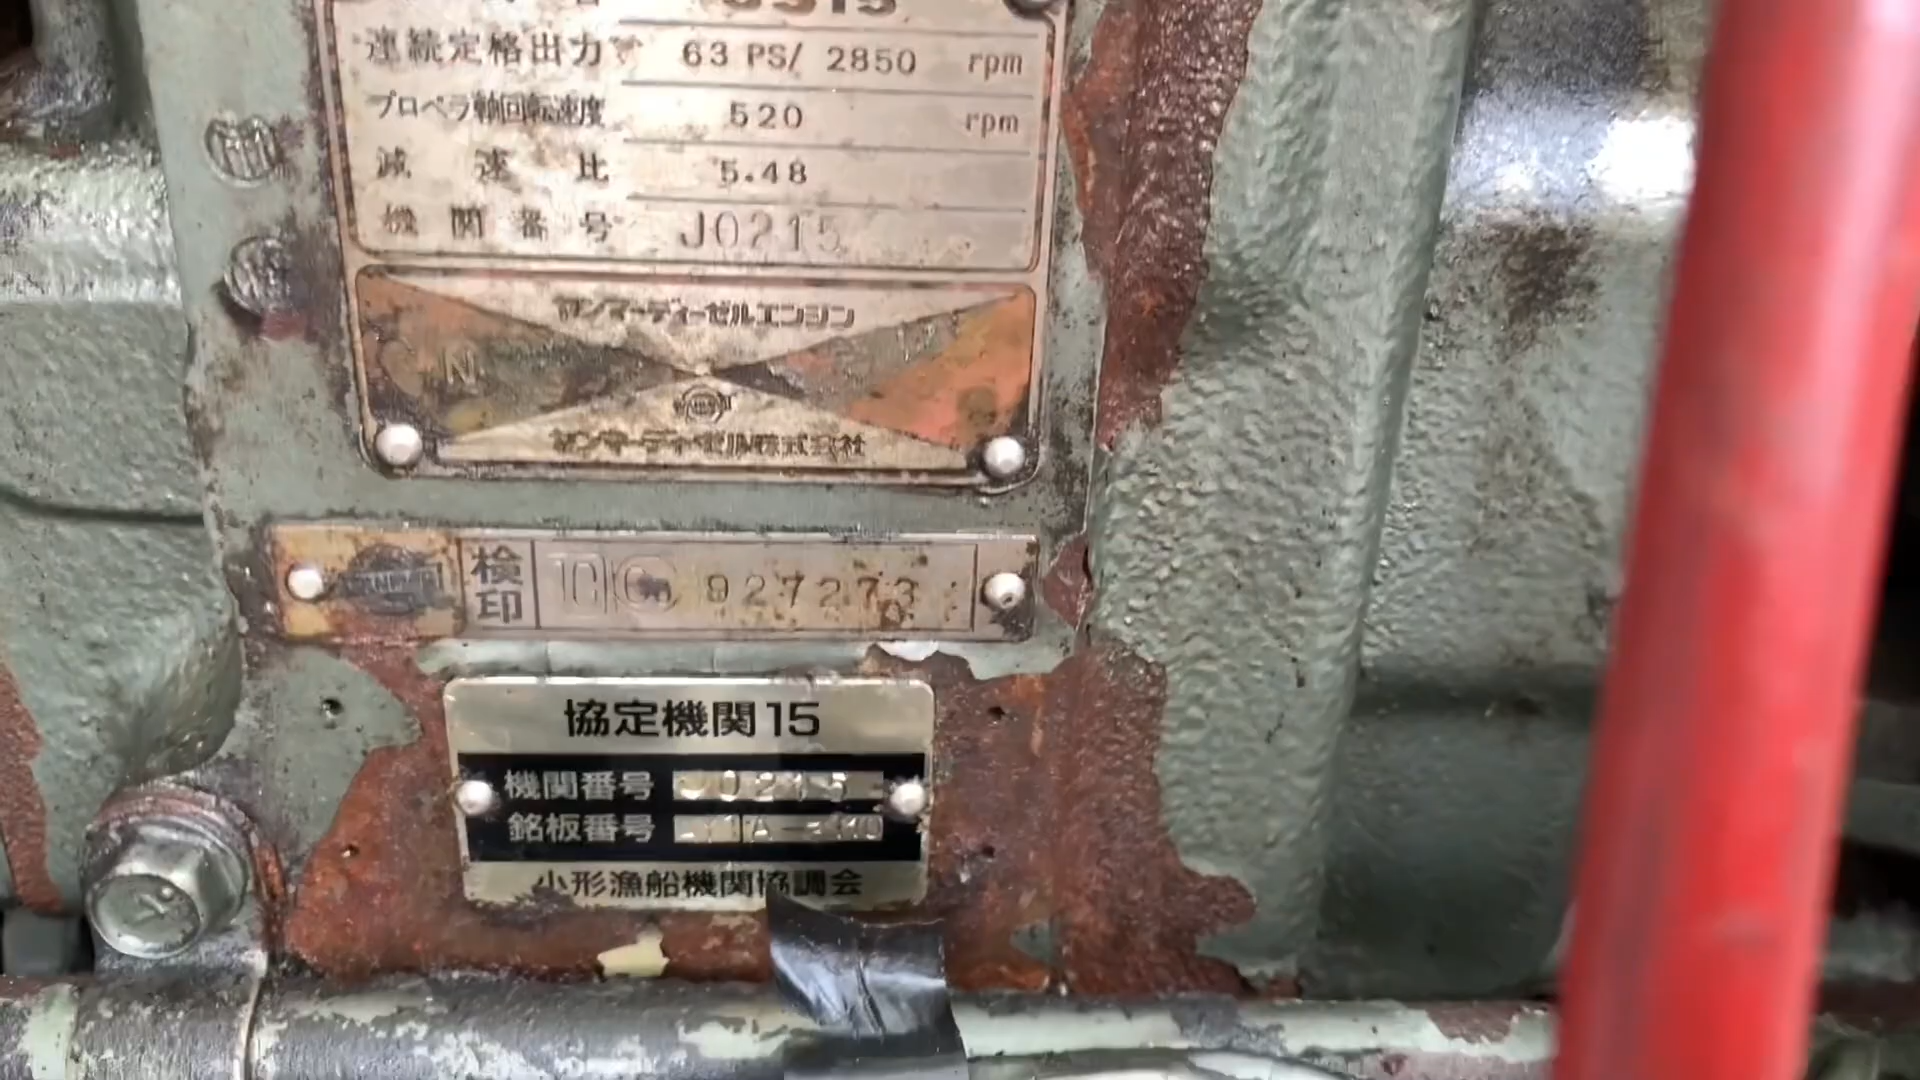 連続定格出力 63 PS/ 2850 rpm
プロペラ軸回転速度 520 rpm
減速比 5.48
機関番号 J0215
ヤンマーディーゼルエンジン
ヤンマーディーゼル株式会社
検印 927273
協定機関15
機関番号 J0215
銘板番号
小形漁船機関協調会